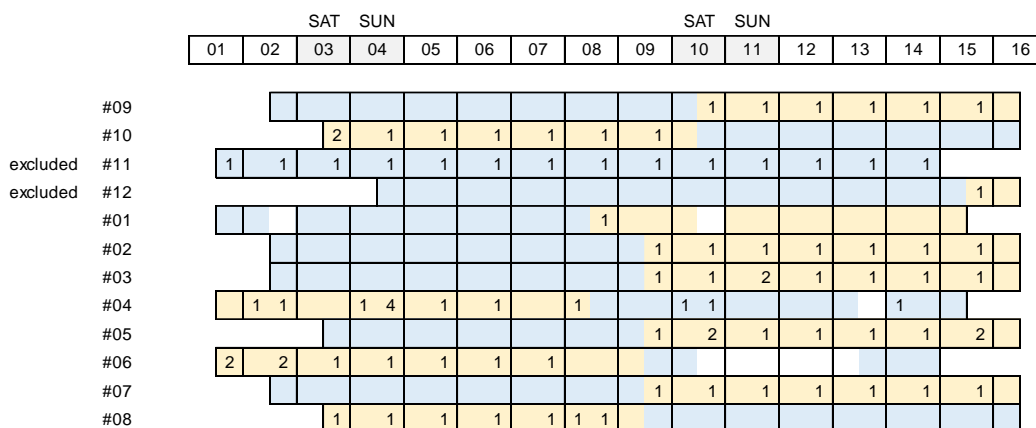 SAT SUN SAT SUN
01 02 03 04 05 06 07 08 09 10 11 12 13 14 15 16
#09 1 1 1 1 1 1
#10 2 1 1 1 1 1 1
excluded #11 1 1 1 1 1 1 1 1 1 1 1 1 1 1
excluded #12 1
#01 1
#02 1 1 1 1 1 1 1
#03 1 1 2 1 1 1 1
#04 1 1 1 4 1 1 1 1 1 1
#05 1 2 1 1 1 1 2
#06 2 2 1 1 1 1 1
#07 1 1 1 1 1 1 1
#08 1 1 1 1 1 1 1